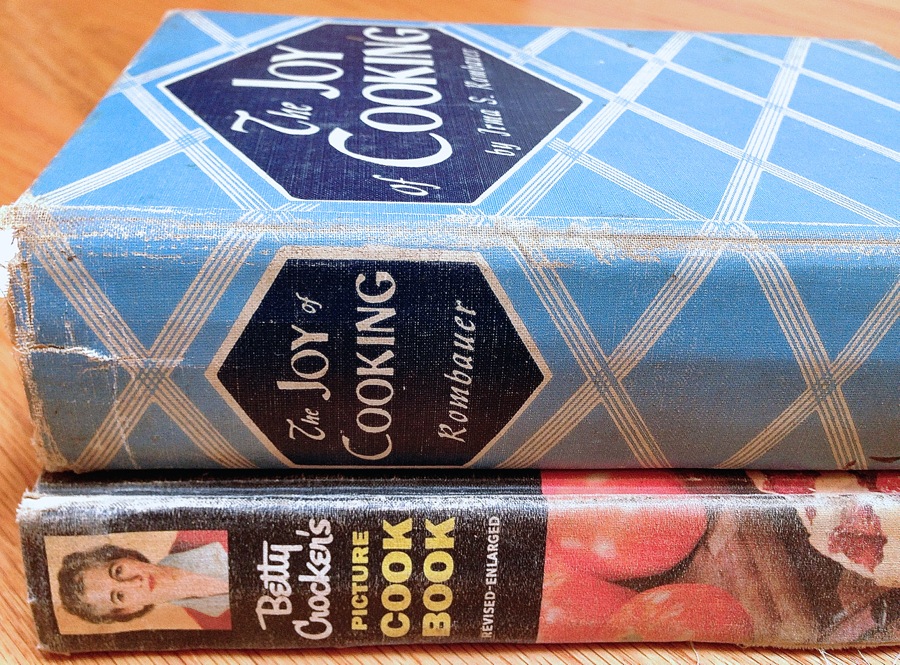 The JOY
of COOKING
by Irma S. Rombauer
The JOY of
COOKING
Rombauer
Betty
Crocker's
PICTURE
COOK
BOOK
REVISED-ENLARGED